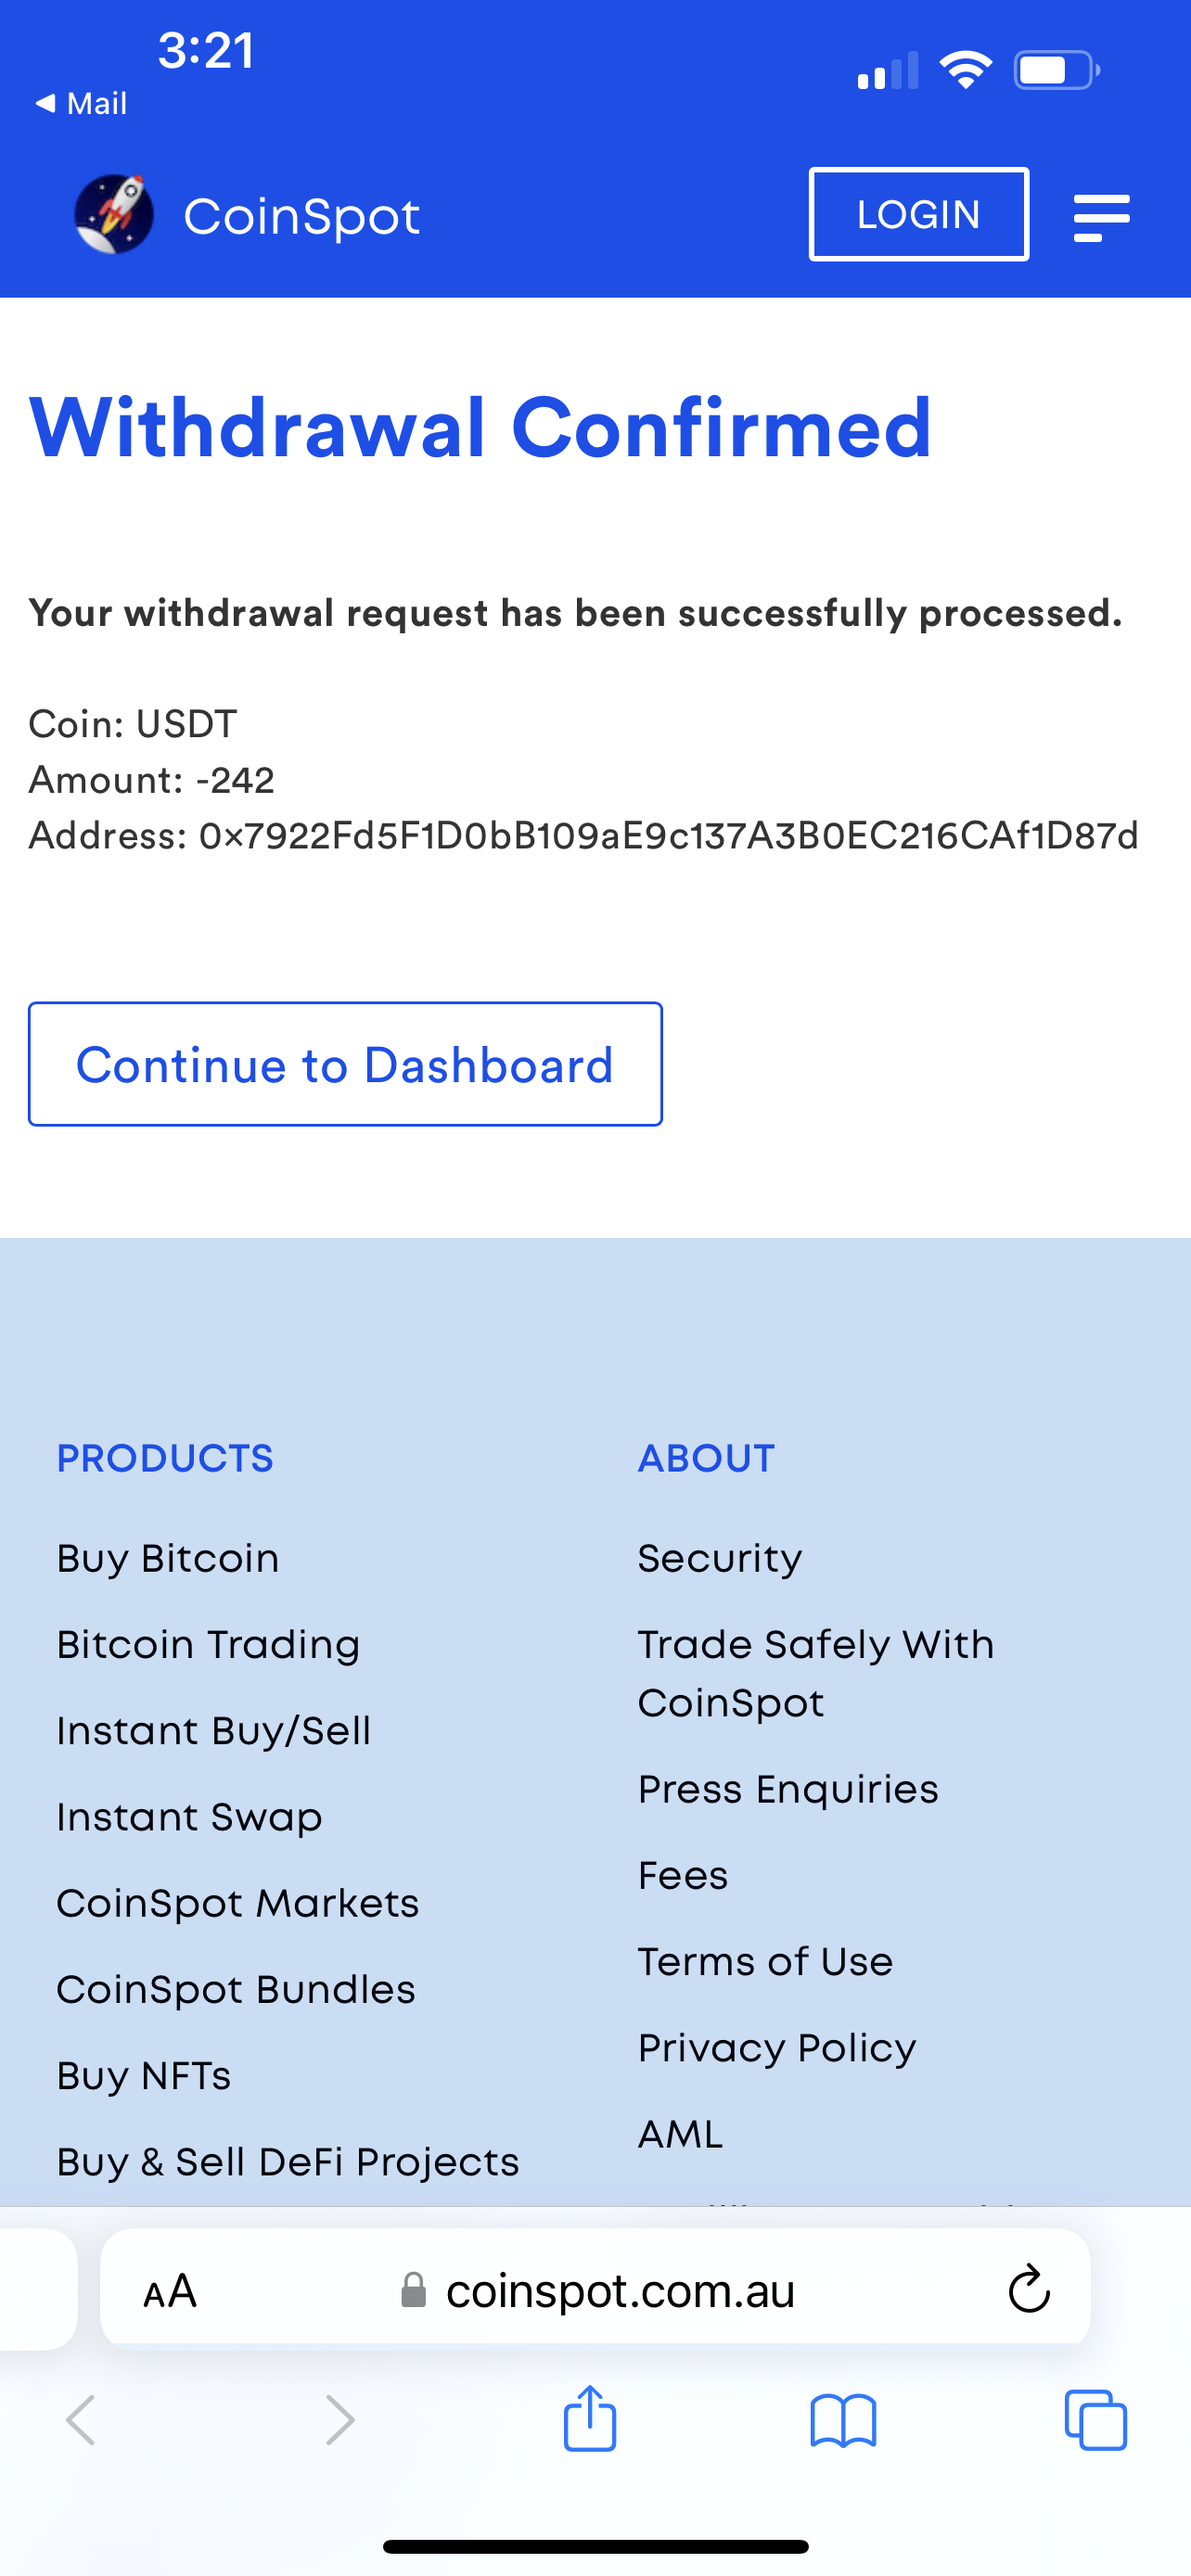 3:21
Mail
CoinSpot
LOGIN
Withdrawal Confirmed
Your withdrawal request has been successfully processed.
Coin: USDT
Amount: -242
Address: 0x7922Fd5F1D0bB109aE9c137A3B0EC216CAf1D87d
Continue to Dashboard
PRODUCTS
Buy Bitcoin
Bitcoin Trading
Instant Buy/Sell
Instant Swap
CoinSpot Markets
CoinSpot Bundles
Buy NFTs
Buy & Sell DeFi Projects
ABOUT
Security
Trade Safely With
CoinSpot
Press Enquiries
Fees
Terms of Use
Privacy Policy
AML
AA
coinspot.com.au